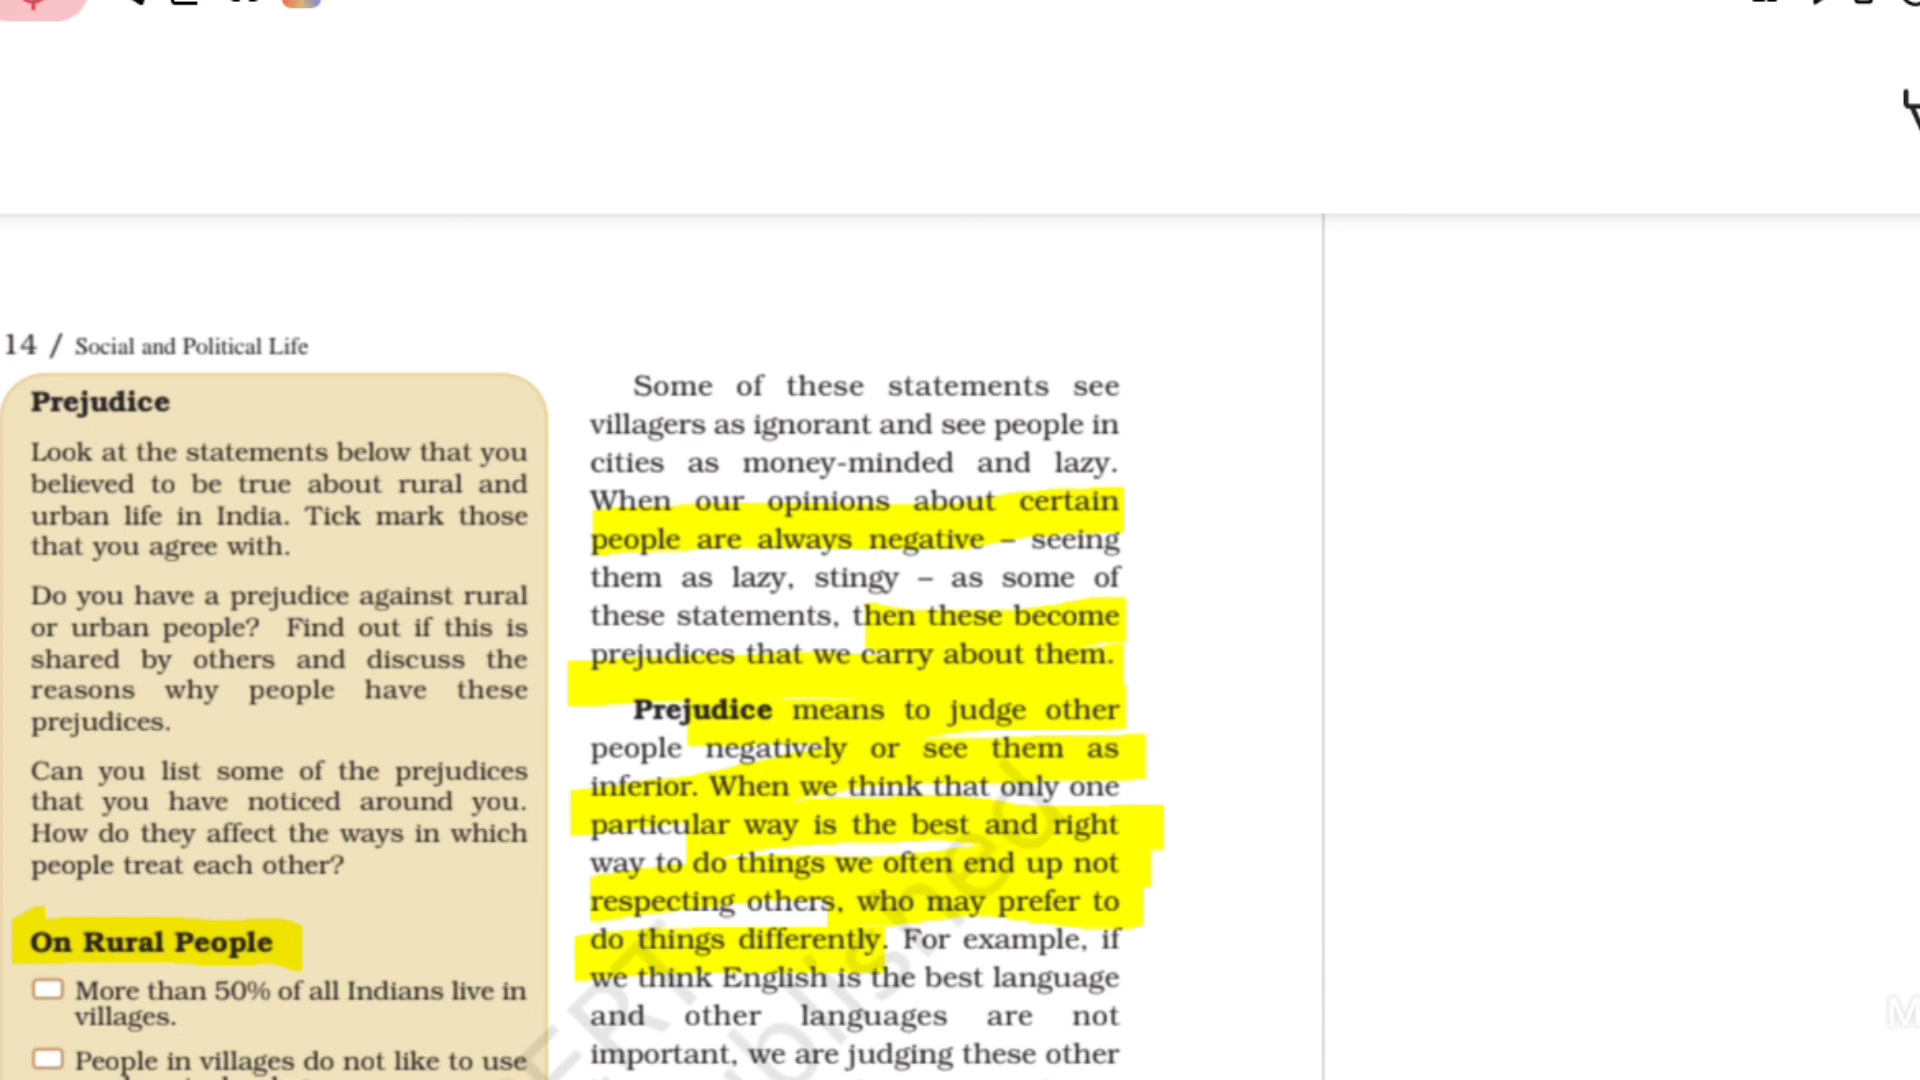 14 / Social and Political Life
Prejudice
Look at the statements below that you
believed to be true about rural and
urban life in India. Tick mark those
that you agree with.
Do you have a prejudice against rural
or urban people? Find out if this is
shared by others and discuss the
reasons why people have these
prejudices.
Can you list some of the prejudices
that you have noticed around you.
How do they affect the ways in which
people treat each other?
On Rural People
More than 50% of all Indians live in
villages.
People in villages do not like to use
Some of these statements see
villagers as ignorant and see people in
cities as money-minded and lazy.
When our opinions about certain
people are always negative – seeing
them as lazy, stingy – as some of
these statements, then these become
prejudices that we carry about them.
Prejudice means to judge other
people negatively or see them as
inferior. When we think that only one
particular way is the best and right
way to do things we often end up not
respecting others, who may prefer to
do things differently. For example, if
we think English is the best language
and other languages are not
important, we are judging these other